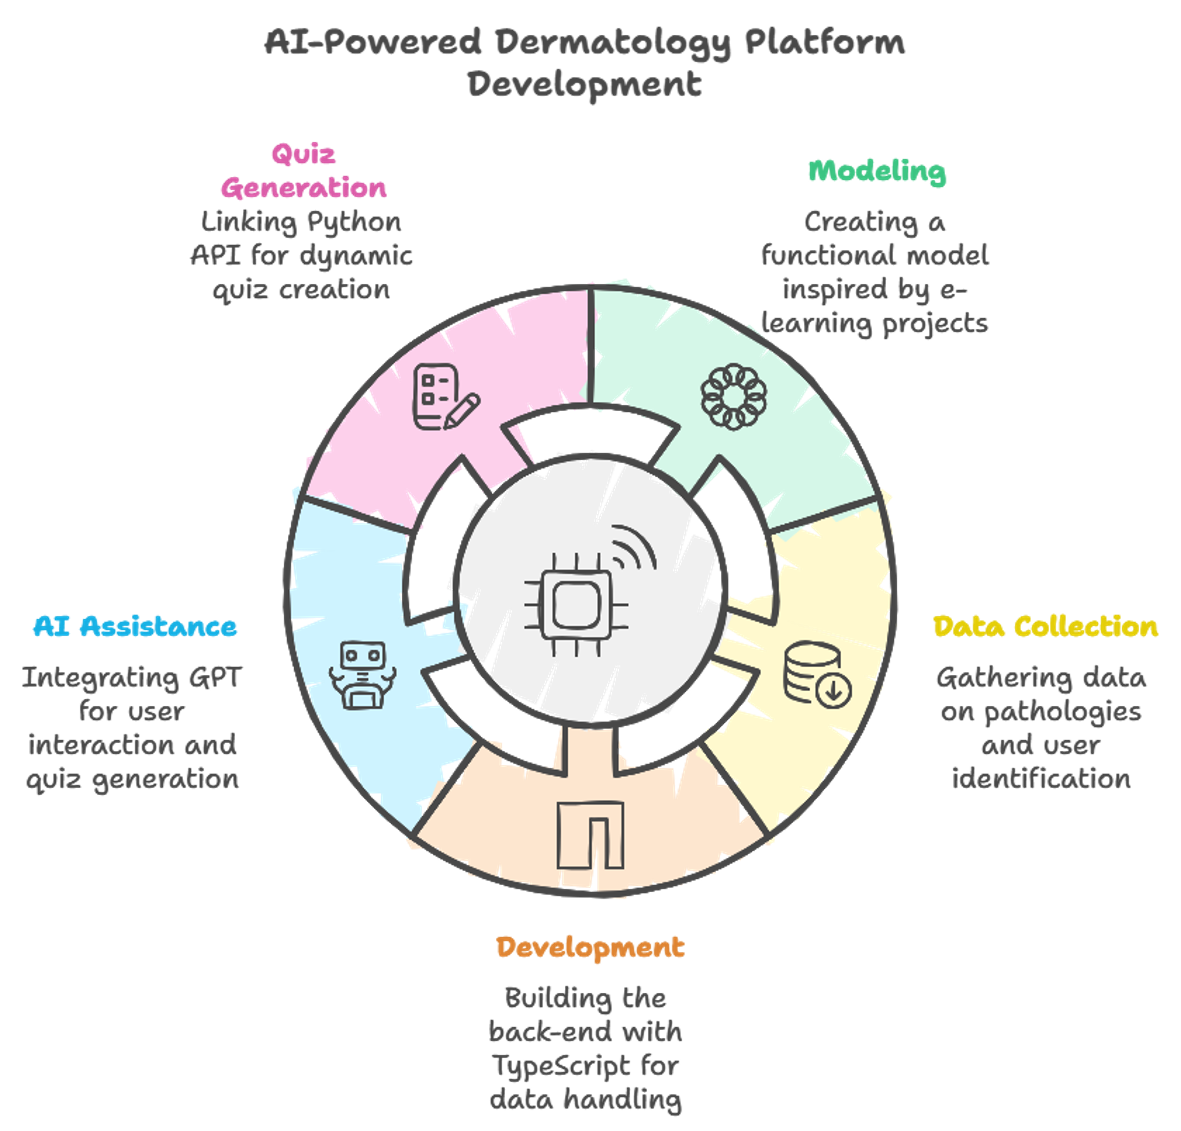 AI-Powered Dermatology Platform
Development
Quiz
Generation
Linking Python
API for dynamic
quiz creation
Modeling
Creating a
functional model
inspired by e-
learning projects
AI Assistance
Integrating GPT
for user
interaction and
quiz generation
Data Collection
Gathering data
on pathologies
and user
identification
Development
Building the
back-end with
TypeScript for
data handling